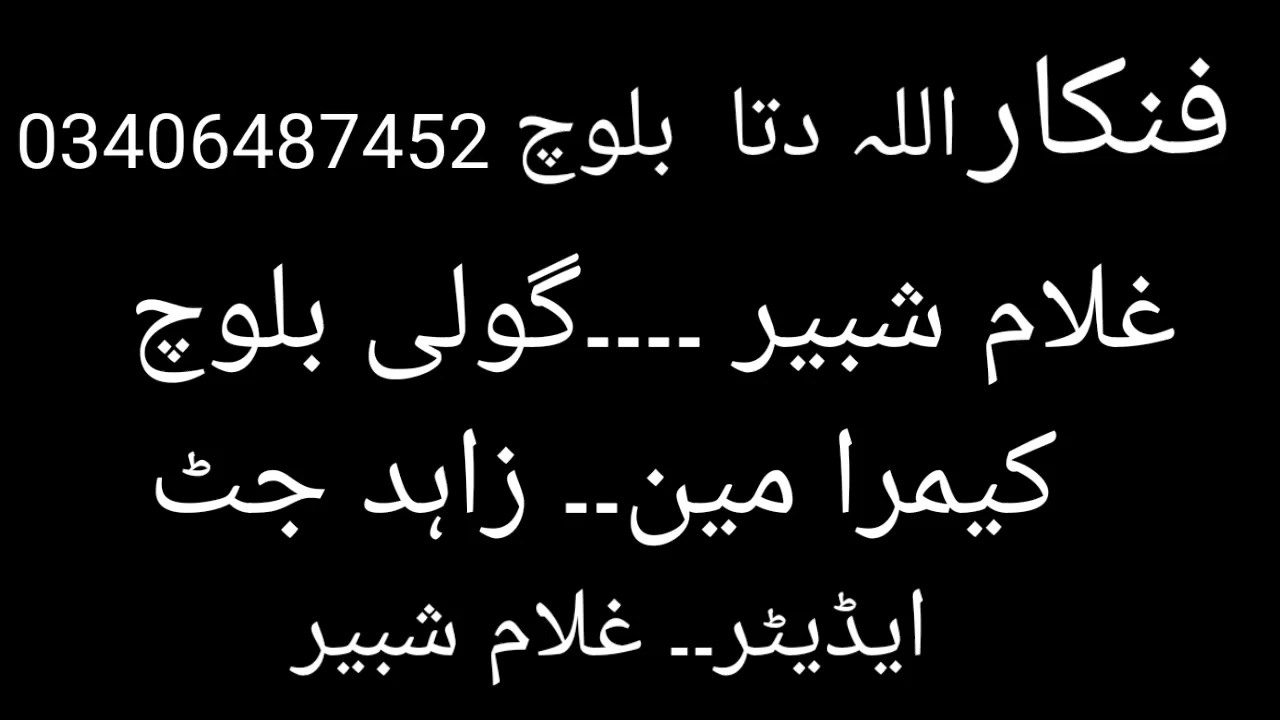 فنکار اللہ دتا بلوچ 03406487452
غلام شبیر ----گولی بلوچ
کیمرا مین-- زاہد جٹ
ایڈیٹر-- غلام شبیر